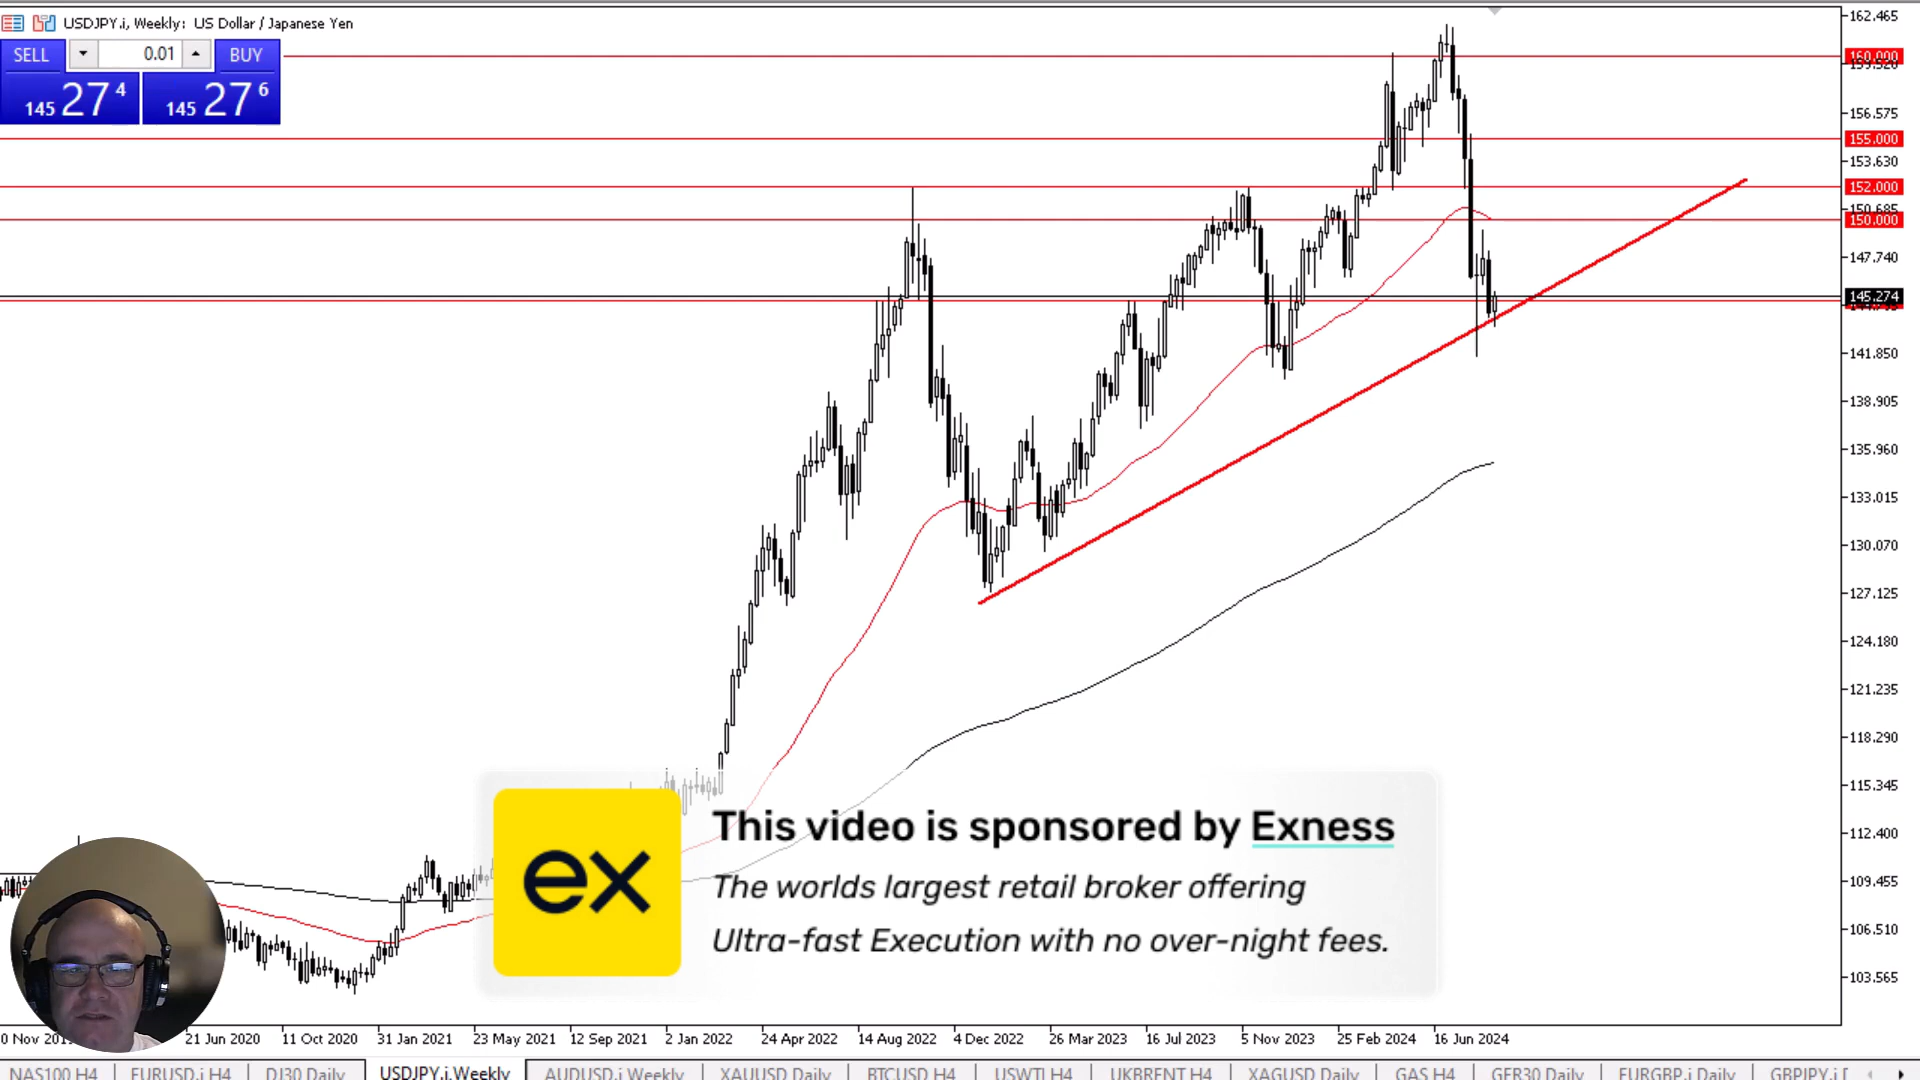 USDJPY.i, Weekly: US Dollar / Japanese Yen
SELL 0.01 BUY
145 27 4 145 27 6
162.465
160.000
156.575
155.000
153.630
152.000
150.685
150.000
147.740
145.274
141.850
138.905
135.960
133.015
130.070
127.125
124.180
121.235
118.290
115.345
112.400
109.455
106.510
103.565
This video is sponsored by Exness
ex
The worlds largest retail broker offering
Ultra-fast Execution with no over-night fees.
21 Jun 2020 11 Oct 2020 31 Jan 2021 23 May 2021 12 Sep 2021 2 Jan 2022 24 Apr 2022 14 Aug 2022 4 Dec 2022 26 Mar 2023 16 Jul 2023 5 Nov 2023 25 Feb 2024 16 Jun 2024
NAS100 H4 EURUSD.i H4 DJ30 Daily USDJPY.i,Weekly AUDUSD.i Weekly XAUUSD Daily BTCUSD H4 USWTI H4 UKBRENT H4 XAGUSD Daily GAS H4 GER30 Daily EURGBP.i Daily GBPJPY.i